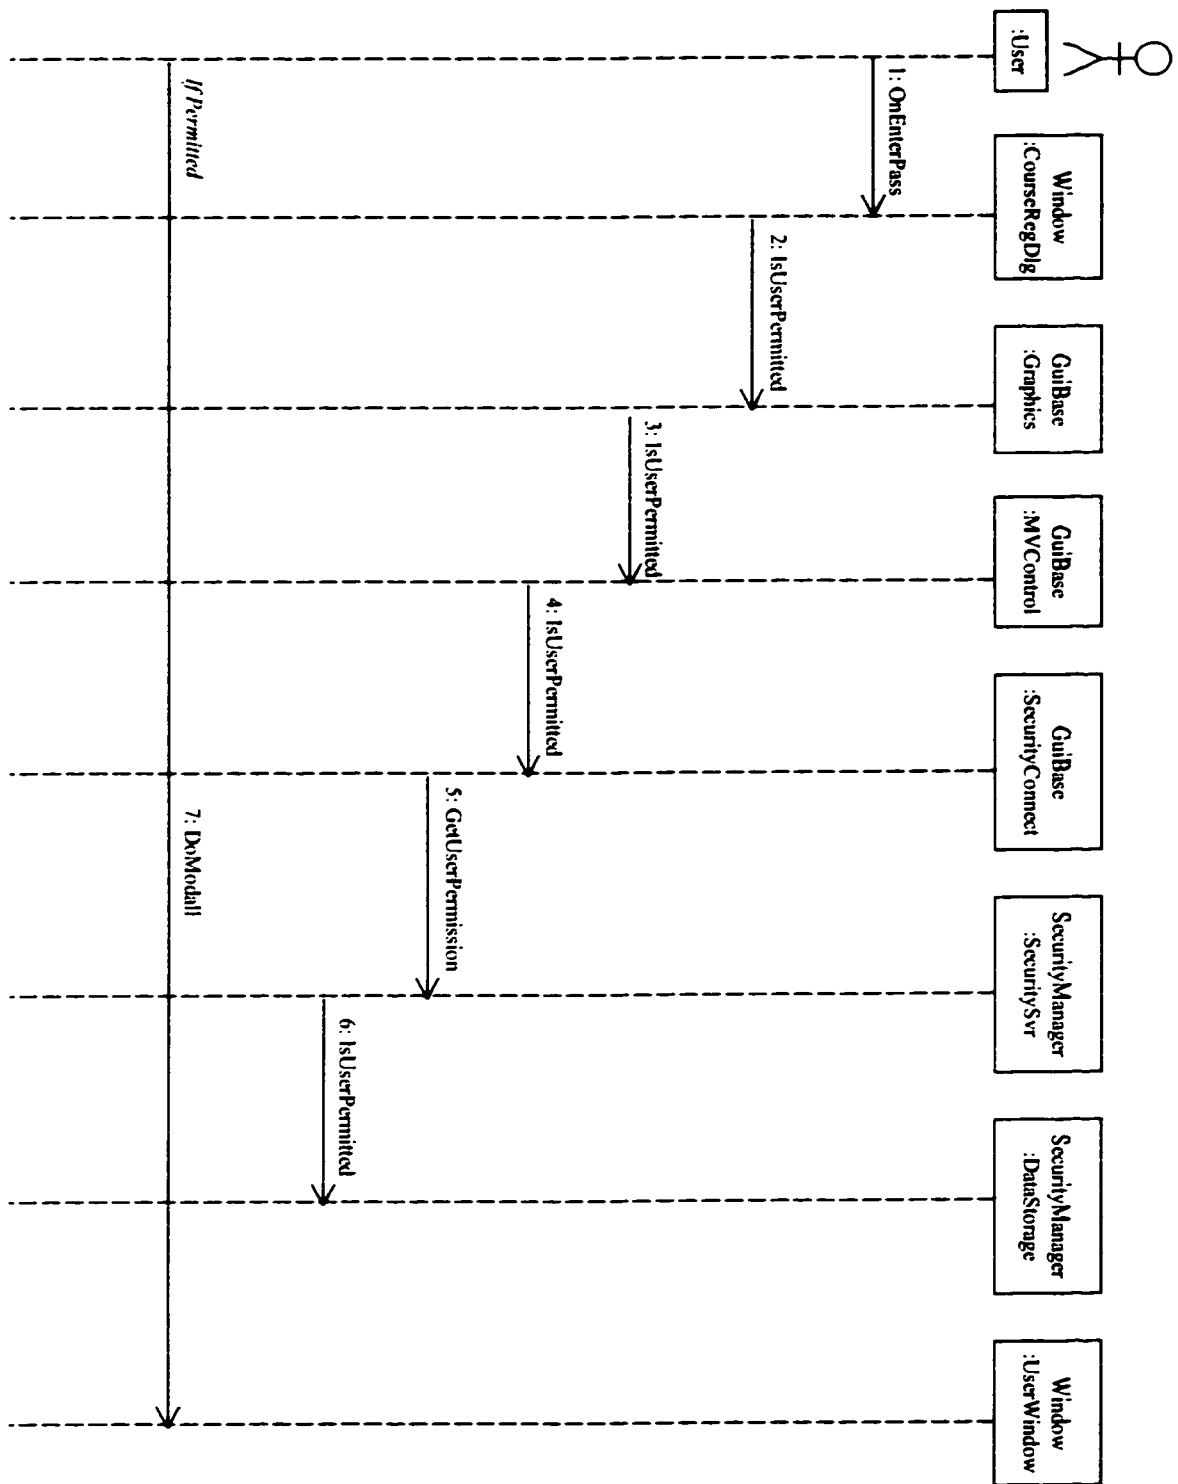 :User
Window
:CourseRegDlg
GuiBase
:Graphics
GuiBase
:MVControl
GuiBase
:SecurityConnect
SecurityManager
:SecuritySvr
SecurityManager
:DataStorage
Window
:UserWindow
1: OnEnterPass
2: IsUserPermitted
3: IsUserPermitted
4: IsUserPermitted
5: GetUserPermission
6: IsUserPermitted
If Permitted
7: DoModall